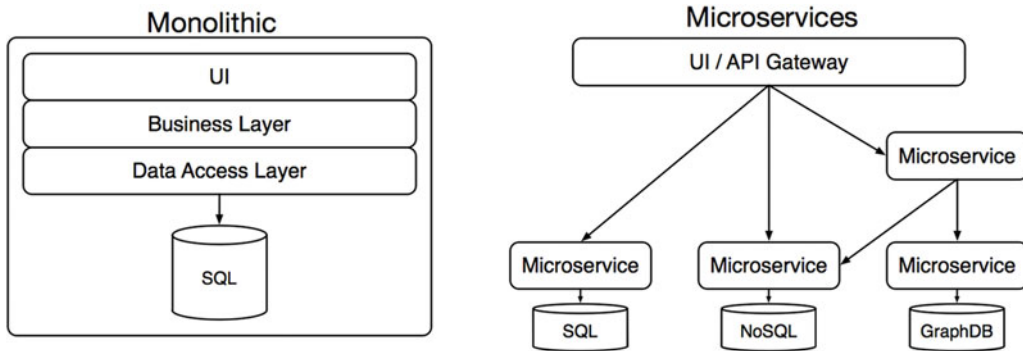 Monolithic
UI
Business Layer
Data Access Layer
SQL
Microservices
UI / API Gateway
Microservice
Microservice
Microservice
Microservice
SQL
NoSQL
GraphDB